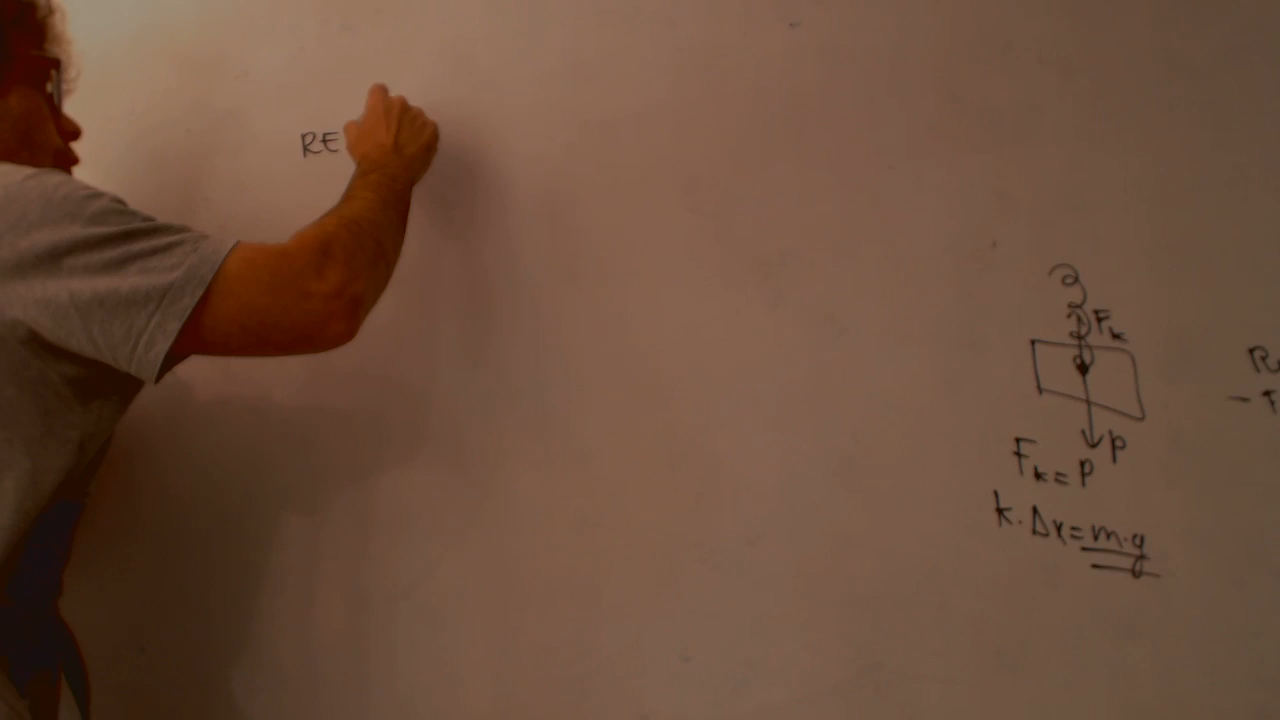 RE
Fk
P
Fk = P
k. Δx = m.g
R
- F